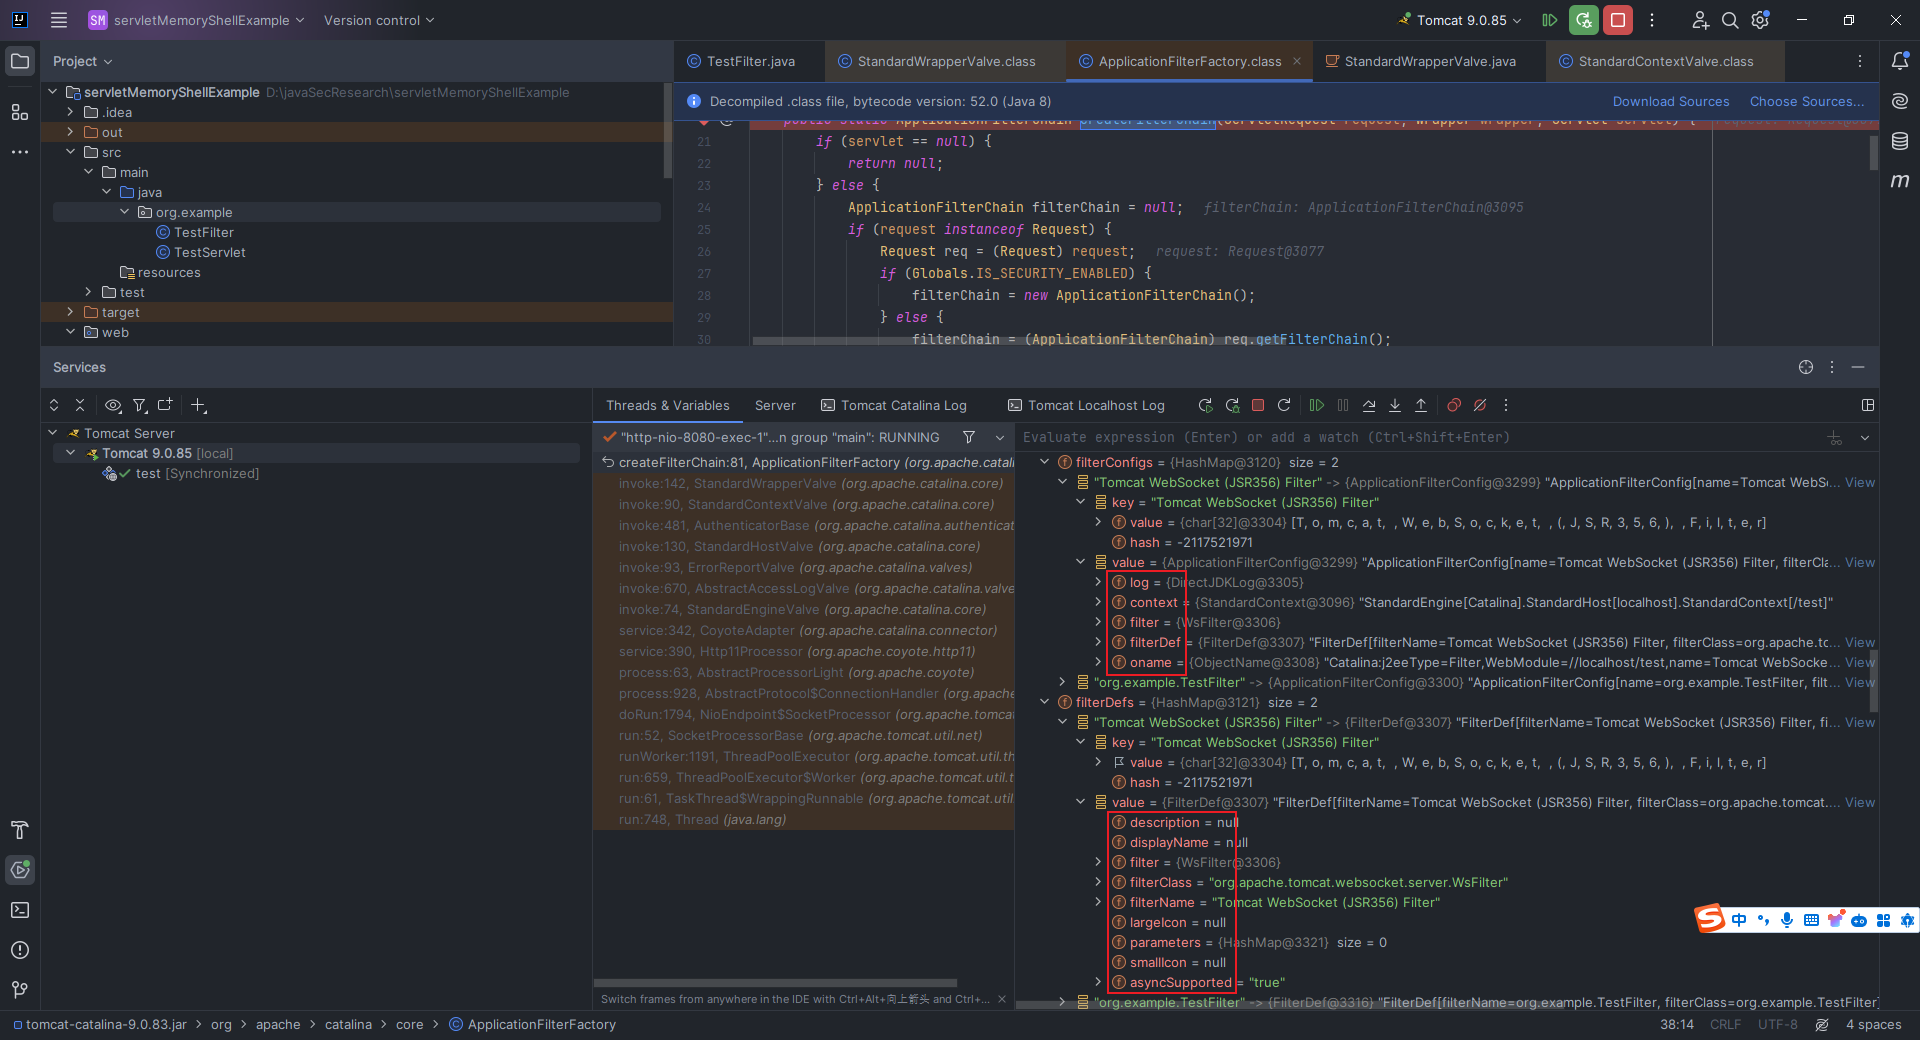 SM servletMemoryShellExample Version control Tomcat 9.0.85
Project
TestFilter.java StandardWrapperValve.class ApplicationFilterFactory.class StandardWrapperValve.java StandardContextValve.class
servletMemoryShellExample D:\javaSecResearch\servletMemoryShellExample
.idea
out
src
main
java
org.example
TestFilter
TestServlet
resources
test
target
web
Decompiled .class file, bytecode version: 52.0 (Java 8) Download Sources Choose Sources...
public static ApplicationFilterChain createFilterChain(ServletRequest request, Wrapper wrapper, Servlet servlet) {
21 if (servlet == null) {
22 return null;
23 } else {
24 ApplicationFilterChain filterChain = null; filterChain: ApplicationFilterChain@3095
25 if (request instanceof Request) {
26 Request req = (Request) request; request: Request@3077
27 if (Globals.IS_SECURITY_ENABLED) {
28 filterChain = new ApplicationFilterChain();
29 } else {
30 filterChain = (ApplicationFilterChain) req.getFilterChain();
Services
Tomcat Server
Tomcat 9.0.85 [local]
test [Synchronized]
Threads & Variables Server Tomcat Catalina Log Tomcat Localhost Log
"http-nio-8080-exec-1"...n group "main": RUNNING
createFilterChain:81, ApplicationFilterFactory (org.apache.catal
invoke:142, StandardWrapperValve (org.apache.catalina.core)
invoke:90, StandardContextValve (org.apache.catalina.core)
invoke:481, AuthenticatorBase (org.apache.catalina.authenticat
invoke:130, StandardHostValve (org.apache.catalina.core)
invoke:93, ErrorReportValve (org.apache.catalina.valves)
invoke:670, AbstractAccessLogValve (org.apache.catalina.valve
invoke:74, StandardEngineValve (org.apache.catalina.core)
service:342, CoyoteAdapter (org.apache.catalina.connector)
service:390, Http11Processor (org.apache.coyote.http11)
process:63, AbstractProcessorLight (org.apache.coyote)
process:928, AbstractProtocol$ConnectionHandler (org.apache
doRun:1794, NioEndpoint$SocketProcessor (org.apache.tomcat
run:52, SocketProcessorBase (org.apache.tomcat.util.net)
runWorker:1191, ThreadPoolExecutor (org.apache.tomcat.util.th
run:659, ThreadPoolExecutor$Worker (org.apache.tomcat.util.t
run:61, TaskThread$WrappingRunnable (org.apache.tomcat.util.
run:748, Thread (java.lang)
Switch frames from anywhere in the IDE with Ctrl+Alt+向上箭头 and Ctrl+...
Evaluate expression (Enter) or add a watch (Ctrl+Shift+Enter)
filterConfigs = {HashMap@3120} size = 2
"Tomcat WebSocket (JSR356) Filter" -> {ApplicationFilterConfig@3299} "ApplicationFilterConfig[name=Tomcat WebS... View
key = "Tomcat WebSocket (JSR356) Filter"
value = {char[32]@3304} [T, o, m, c, a, t,  , W, e, b, S, o, c, k, e, t,  , (, J, S, R, 3, 5, 6, ),  , F, i, l, t, e, r]
hash = -2117521971
value = {ApplicationFilterConfig@3299} "ApplicationFilterConfig[name=Tomcat WebSocket (JSR356) Filter, filterCl... View
log = {DirectJDKLog@3305}
context = {StandardContext@3096} "StandardEngine[Catalina].StandardHost[localhost].StandardContext[/test]"
filter = {WsFilter@3306}
filterDef = {FilterDef@3307} "FilterDef[filterName=Tomcat WebSocket (JSR356) Filter, filterClass=org.apache.to... View
oname = {ObjectName@3308} "Catalina:j2eeType=Filter,WebModule=//localhost/test,name=Tomcat WebSocke... View
"org.example.TestFilter" -> {ApplicationFilterConfig@3300} "ApplicationFilterConfig[name=org.example.TestFilter, filt... View
filterDefs = {HashMap@3121} size = 2
"Tomcat WebSocket (JSR356) Filter" -> {FilterDef@3307} "FilterDef[filterName=Tomcat WebSocket (JSR356) Filter, fi... View
key = "Tomcat WebSocket (JSR356) Filter"
value = {char[32]@3304} [T, o, m, c, a, t,  , W, e, b, S, o, c, k, e, t,  , (, J, S, R, 3, 5, 6, ),  , F, i, l, t, e, r]
hash = -2117521971
value = {FilterDef@3307} "FilterDef[filterName=Tomcat WebSocket (JSR356) Filter, filterClass=org.apache.tomcat.... View
description = null
displayName = null
filter = {WsFilter@3306}
filterClass = "org.apache.tomcat.websocket.server.WsFilter"
filterName = "Tomcat WebSocket (JSR356) Filter"
largeIcon = null
parameters = {HashMap@3321} size = 0
smallIcon = null
asyncSupported = "true"
"org.example.TestFilter" -> {FilterDef@3316} "FilterDef[filterName=org.example.TestFilter, filterClass=org.example.TestFilter]
中
tomcat-catalina-9.0.83.jar > org > apache > catalina > core > ApplicationFilterFactory 38:14 CRLF UTF-8 4 spaces